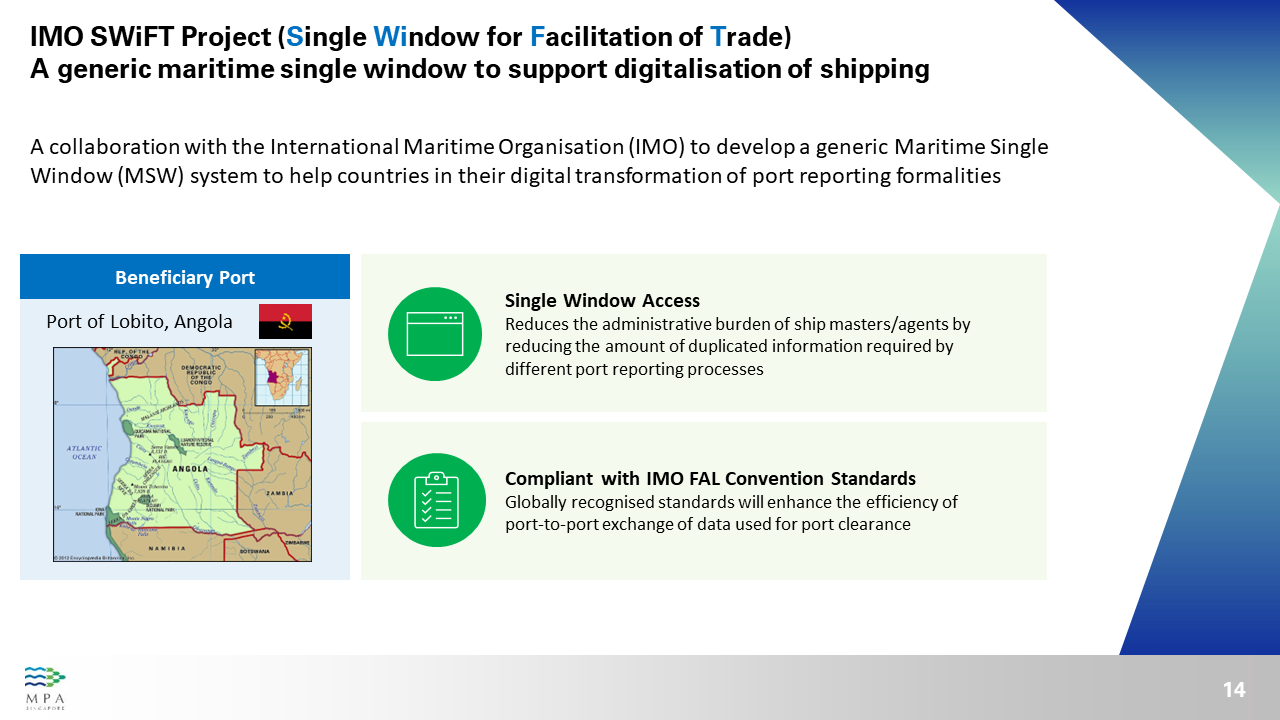 IMO SWiFT Project (Single Window for Facilitation of Trade)
A generic maritime single window to support digitalisation of shipping
A collaboration with the International Maritime Organisation (IMO) to develop a generic Maritime Single
Window (MSW) system to help countries in their digital transformation of port reporting formalities
Beneficiary Port
Port of Lobito, Angola
REP. OF THE
CONGO
DEMOCRATIC
REPUBLIC
OF THE
CONGO
ATLANTIC
OCEAN
ANGOLA
ZAMBIA
NAMIBIA
BOTSWANA
ZIMBABWE
Single Window Access
Reduces the administrative burden of ship masters/agents by
reducing the amount of duplicated information required by
different port reporting processes
Compliant with IMO FAL Convention Standards
Globally recognised standards will enhance the efficiency of
port-to-port exchange of data used for port clearance
MPA
SINGAPORE
14